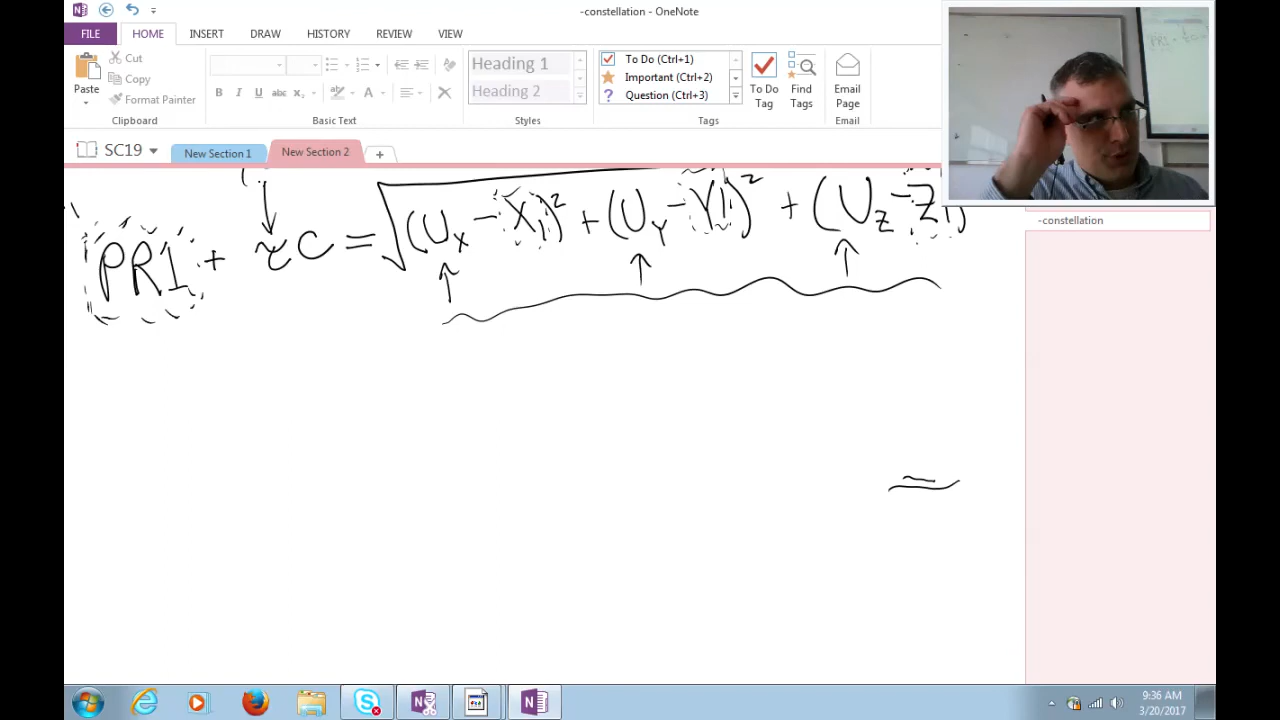 -constellation - OneNote
FILE HOME INSERT DRAW HISTORY REVIEW VIEW
Paste
Cut
Copy
Format Painter
Clipboard
B I U abc X₂ A
Basic Text
Heading 1
Heading 2
Styles
To Do (Ctrl+1)
Important (Ctrl+2)
Question (Ctrl+3)
Tags
To Do Tag
Find Tags
Email Page
Email
SC19 New Section 1 New Section 2 +
-constellation
PR1 + τC = √(Ux - X1)² + (Uy - Y1)² + (Uz - Z1)
9:36 AM
3/20/2017